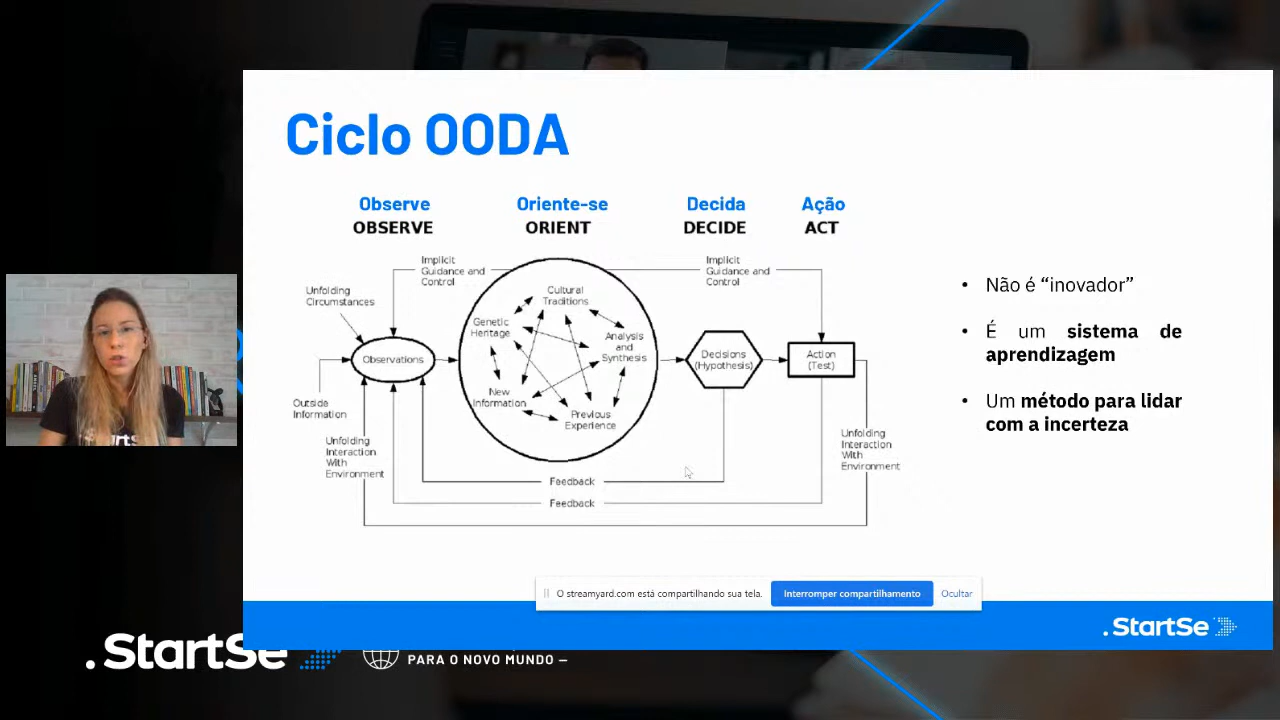 Ciclo OODA
Observe
OBSERVE
Oriente-se
ORIENT
Decida
DECIDE
Ação
ACT
Implicit
Guidance and
Control
Implicit
Guidance and
Control
Unfolding
Circumstances
Cultural
Traditions
Genetic
Heritage
Analysis
and
Synthesis
New
Information
Previous
Experience
Observations
Decisions
(Hypothesis)
Action
(Test)
Outside
Information
Unfolding
Interaction
With
Environment
Unfolding
Interaction
With
Environment
Feedback
Feedback
• Não é “inovador”
• É um sistema de
aprendizagem
• Um método para lidar
com a incerteza
O streamyard.com está compartilhando sua tela.
Interromper compartilhamento
Ocultar
.StartSe
.StartSe
PARA O NOVO MUNDO –